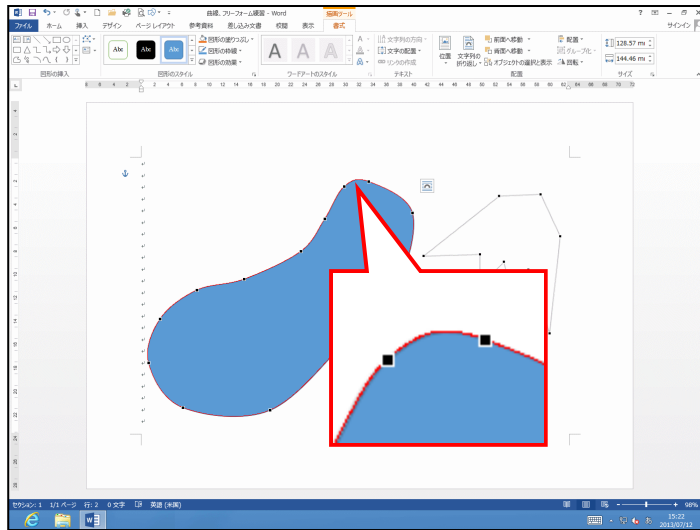 曲線、フリーフォーム練習 - Word
描画ツール
ファイル ホーム 挿入 デザイン ページ レイアウト 参考資料 差し込み文書 校閲 表示 書式 サインイン
Abc Abc Abc
図形の塗りつぶし
図形の枠線
図形の効果
A A A
文字列の方向
文字の配置
リンクの作成
位置 文字列の折り返し
前面へ移動
背面へ移動
オブジェクトの選択と表示
配置
グループ化
回転
128.57 mm
144.46 mm
図形の挿入 図形のスタイル ワードアートのスタイル テキスト 配置 サイズ
セクション: 1 1/1 ページ 行: 2 0 文字 英語 (米国) 98%
15:22
2013/07/12